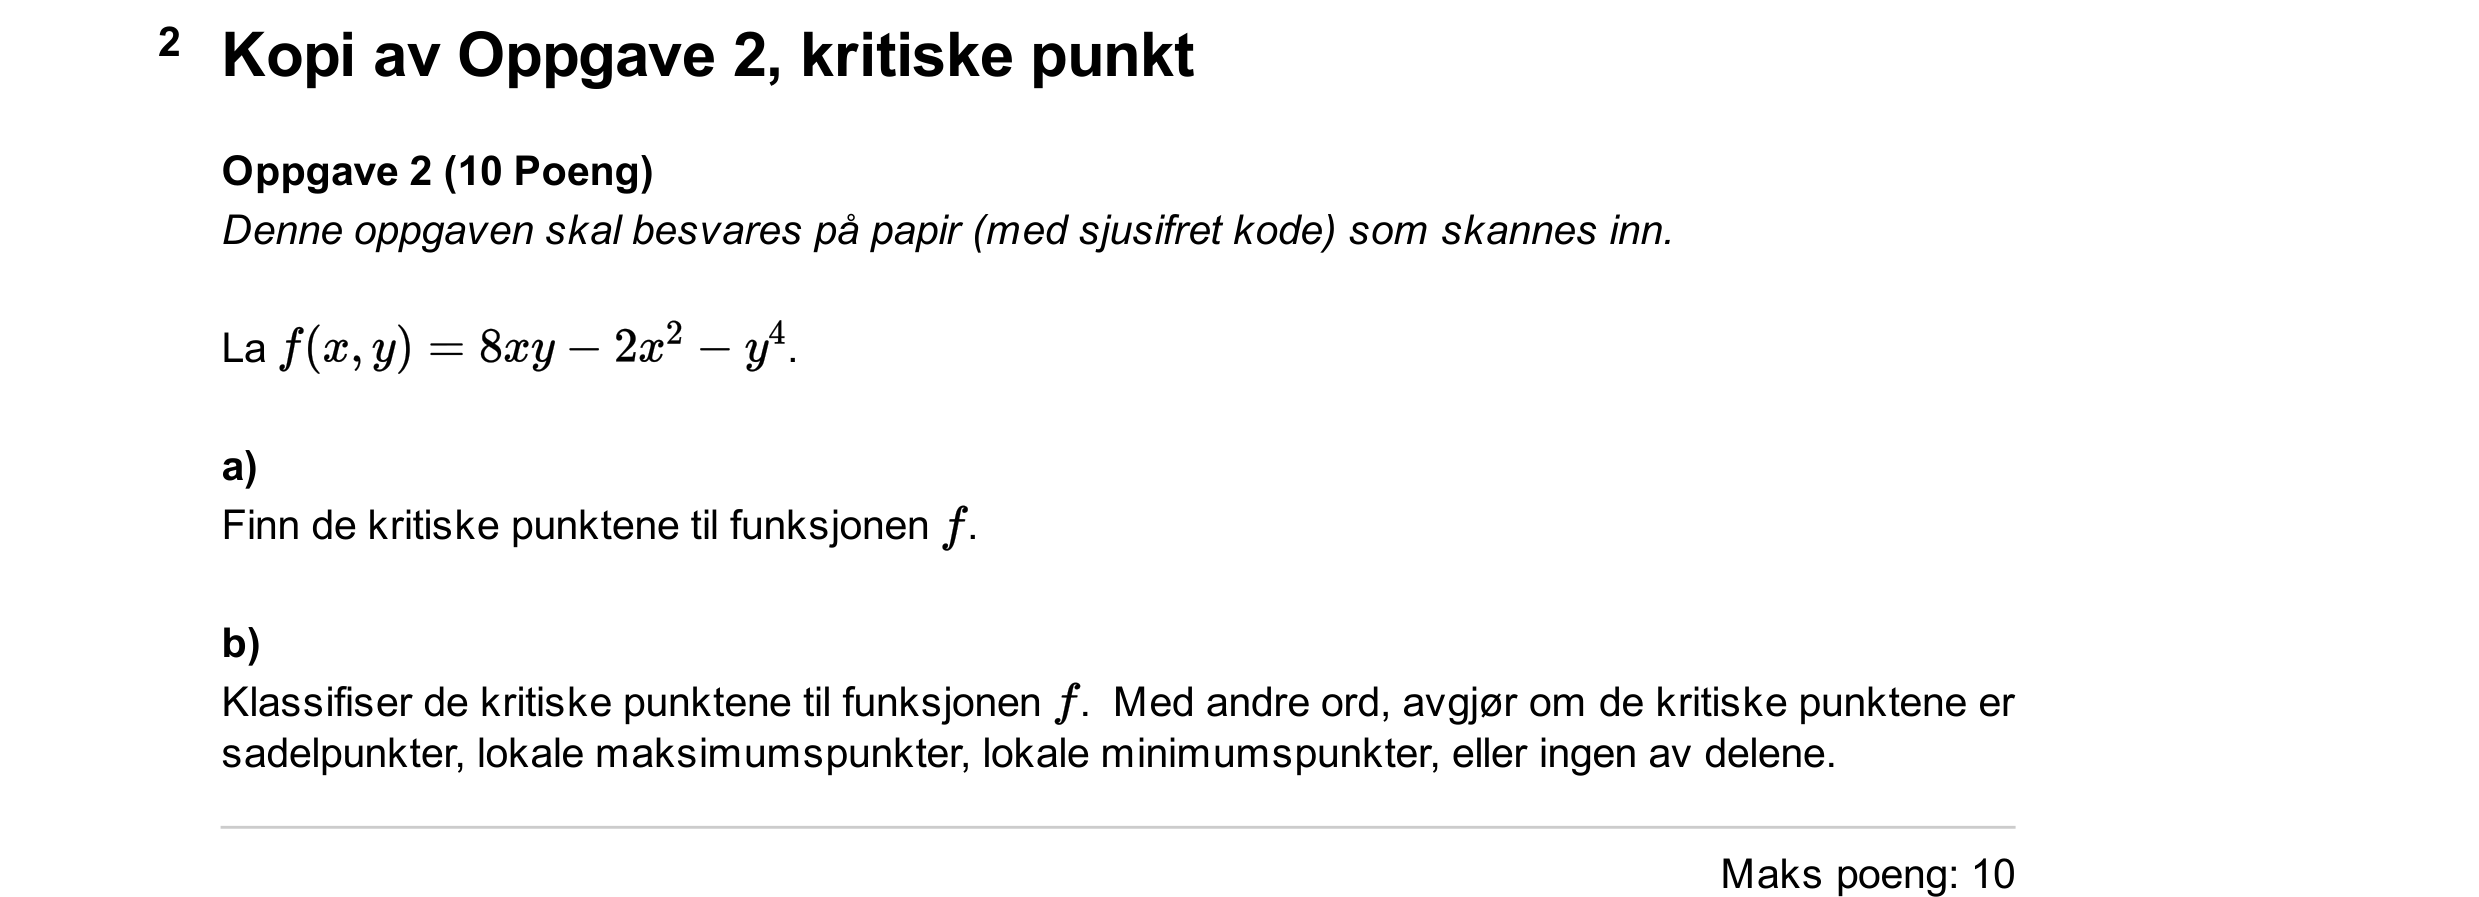 2 Kopi av Oppgave 2, kritiske punkt
Oppgave 2 (10 Poeng)
Denne oppgaven skal besvares på papir (med sjusifret kode) som skannes inn.
La f(x, y) = 8xy − 2x² − y⁴.
a)
Finn de kritiske punktene til funksjonen f.
b)
Klassifiser de kritiske punktene til funksjonen f. Med andre ord, avgjør om de kritiske punktene er
sadelpunkter, lokale maksimumspunkter, lokale minimumspunkter, eller ingen av delene.
Maks poeng: 10